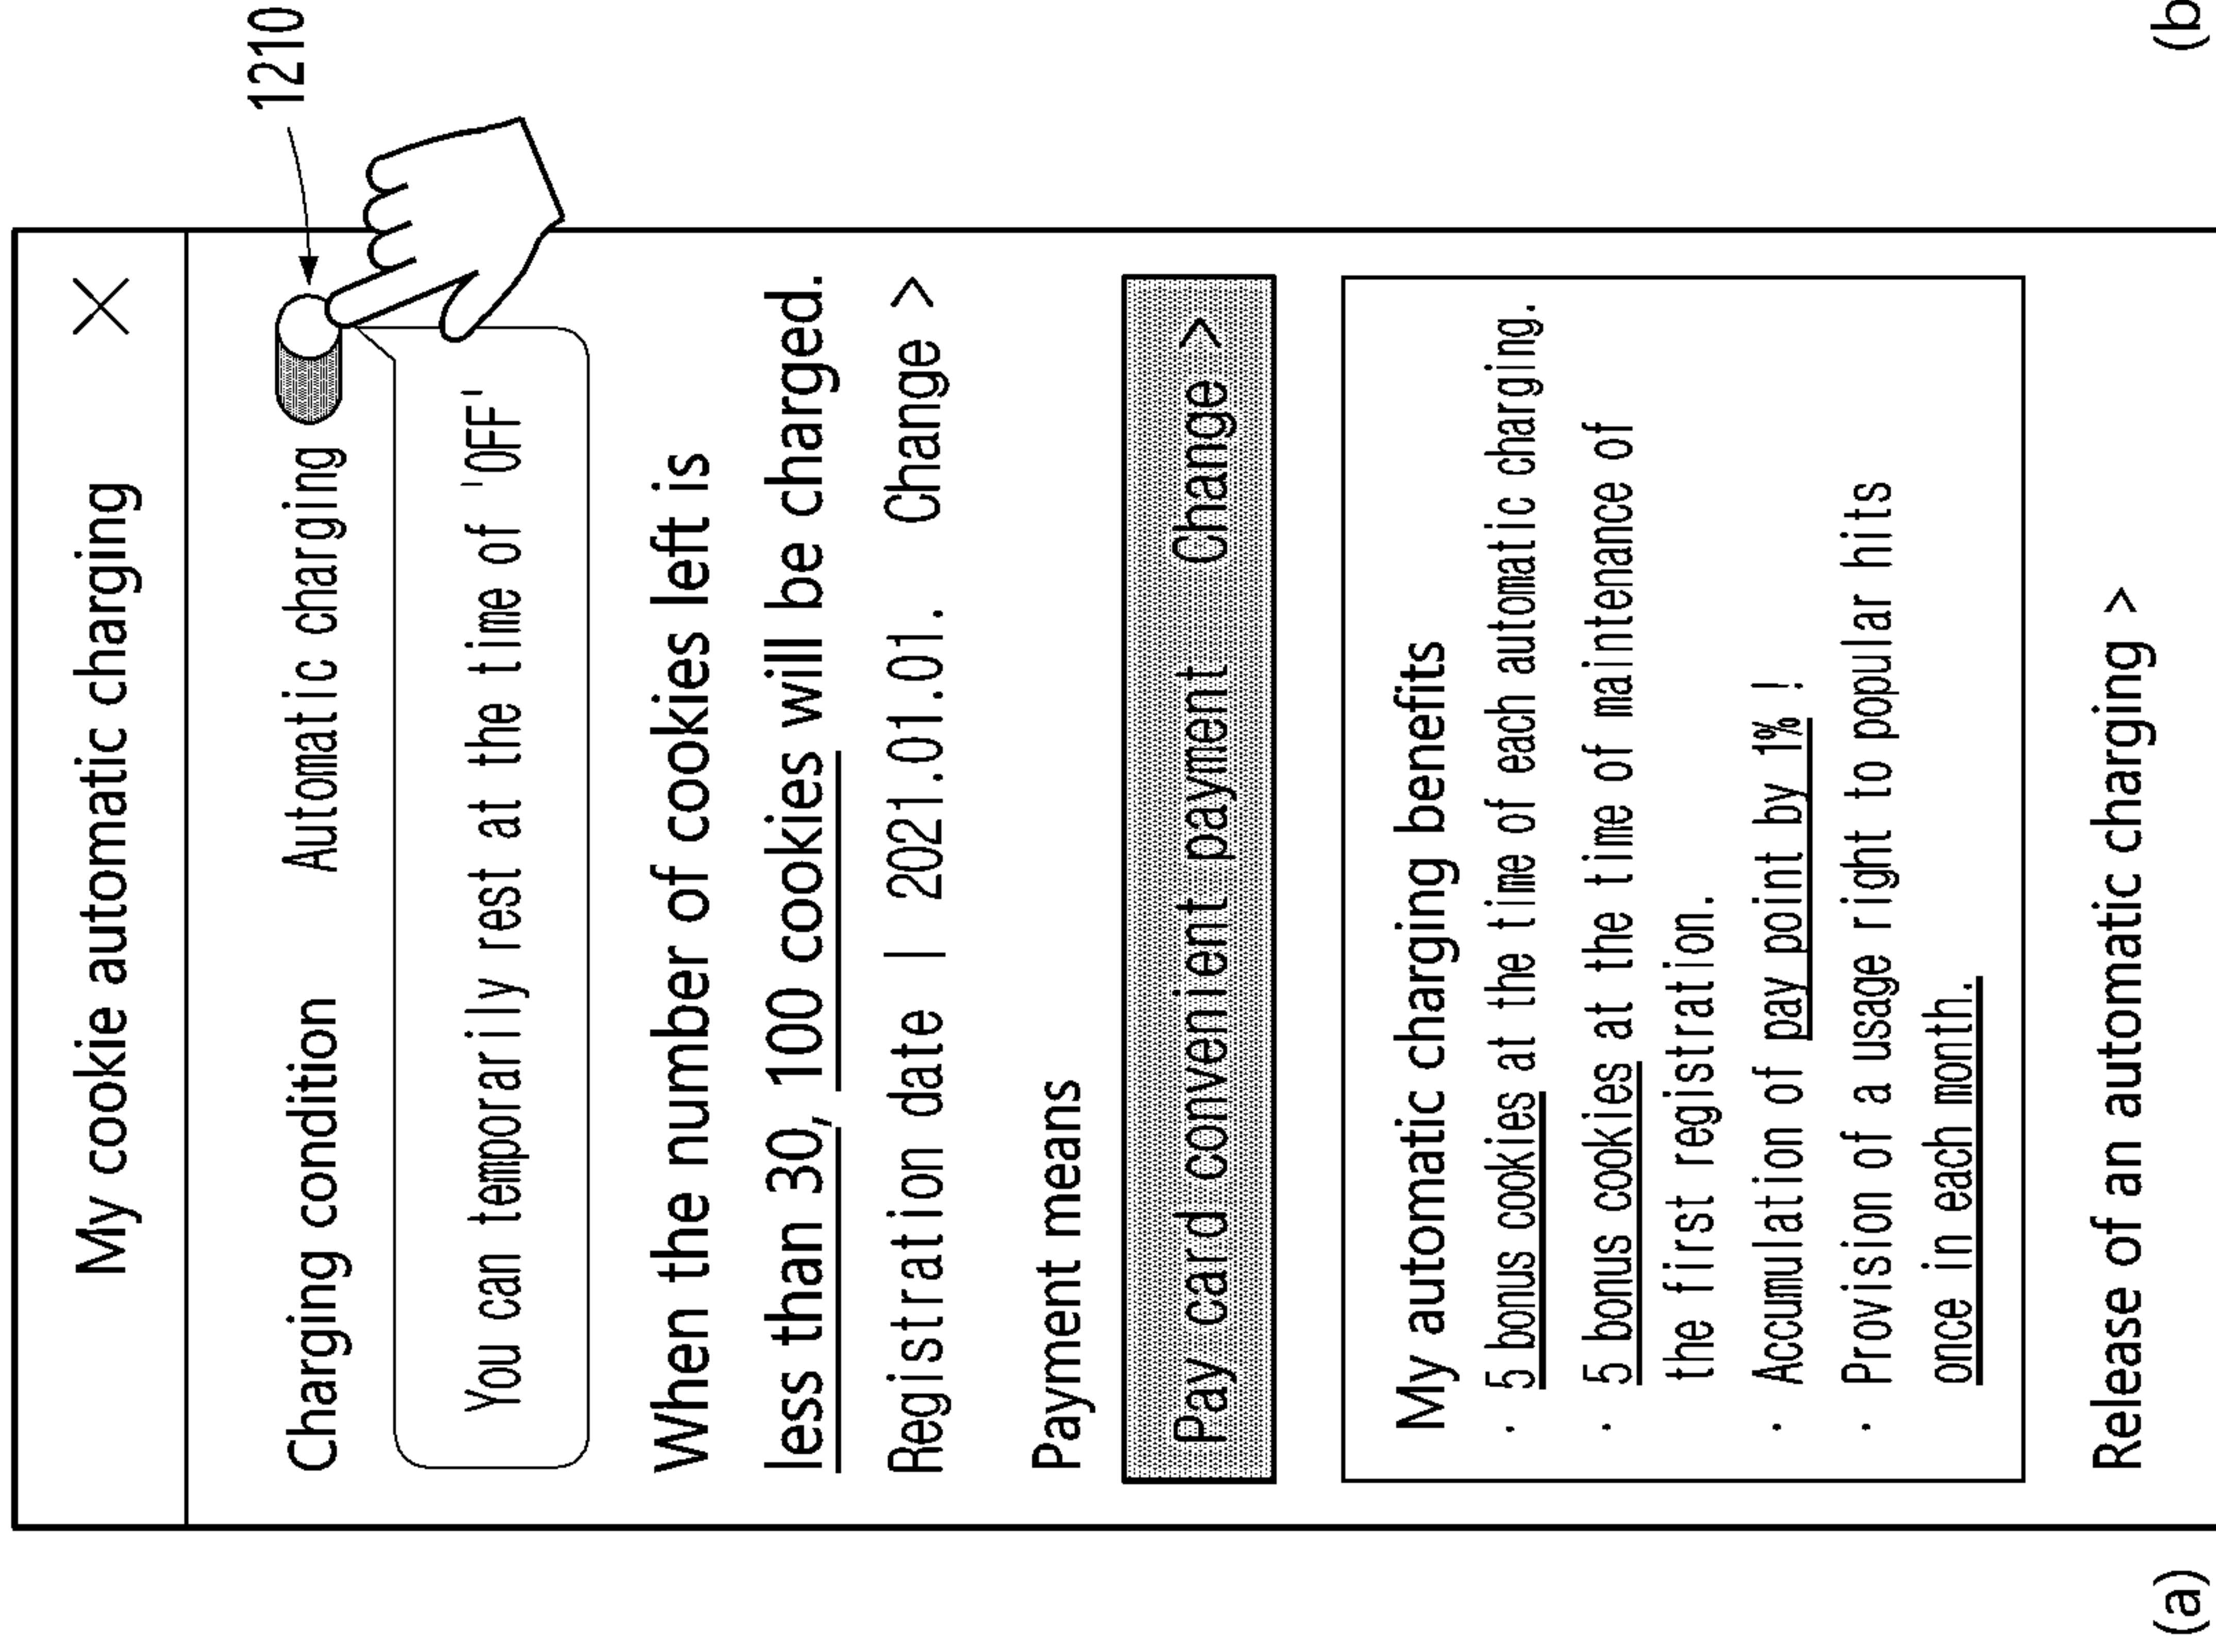 1210
My cookie automatic charging ×
Charging condition Automatic charging
You can temporarily rest at the time of 'OFF'
When the number of cookies left is
less than 30, 100 cookies will be charged.
Registration date | 2021.01.01. Change >
Payment means
Pay card convenient payment Change >
My automatic charging benefits
· 5 bonus cookies at the time of each automatic charging.
· 5 bonus cookies at the time of maintenance of
the first registration.
· Accumulation of pay point by 1% !
· Provision of a usage right to popular hits
once in each month.
Release of an automatic charging >
(a)
(b